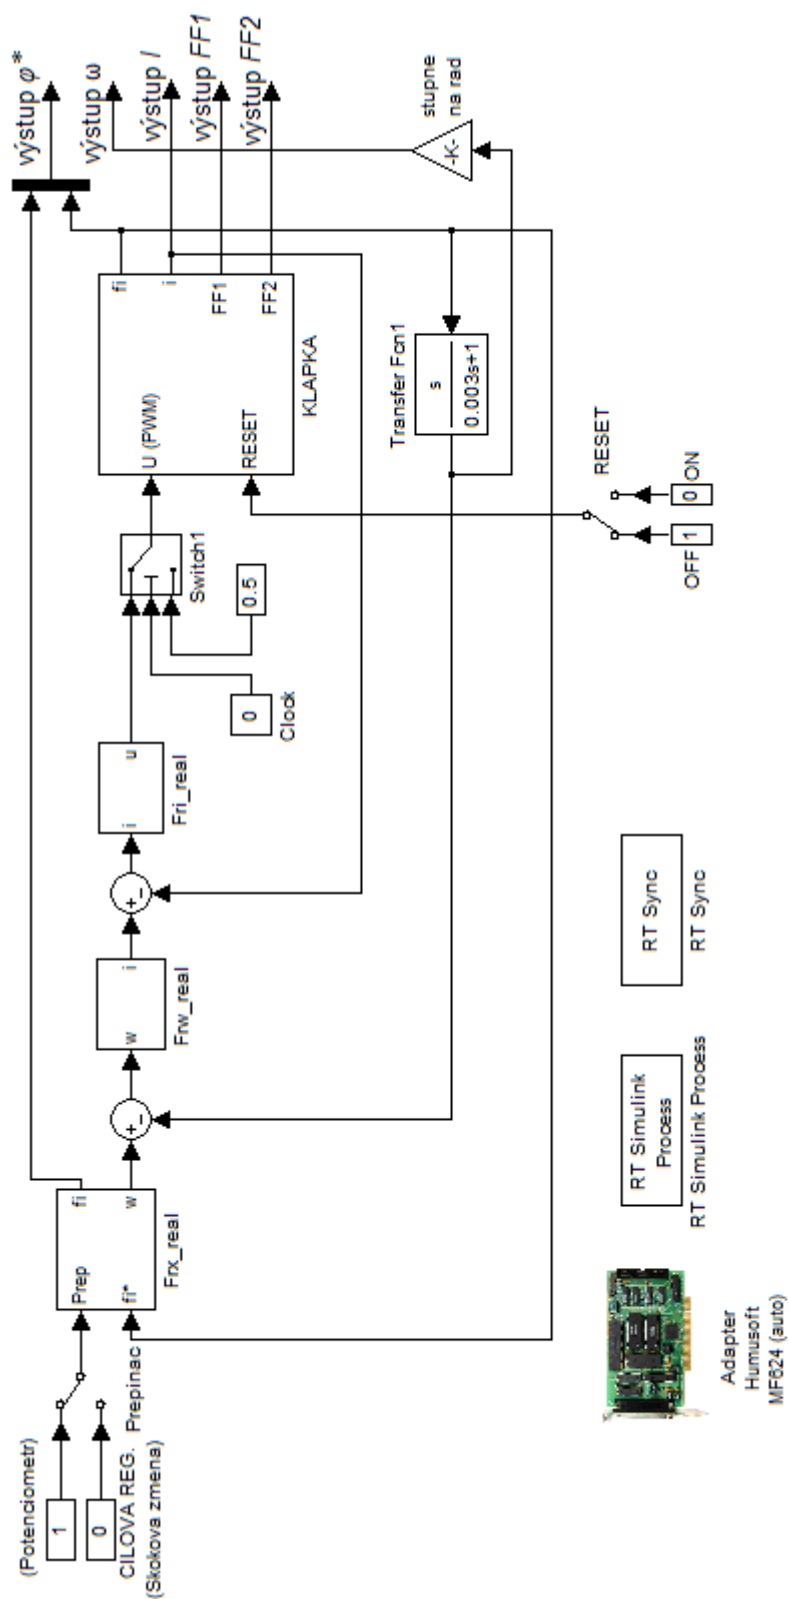 (Potenciometr)
1
0
CILOVA REG.
(Skokova zmena)
Prepinac
Prep
fi*
fi
w
Frx_real
+
-
w
i
Frw_real
+
-
i
u
Fri_real
0
Clock
0.5
Switch1
U (PWM)
RESET
fi
i
FF1
FF2
KLAPKA
výstup φ*
výstup ω
výstup I
výstup FF1
výstup FF2
-K-
stupne
na rad
Transfer Fcn1
s
0.003s+1
RESET
OFF
1
0
ON
Adapter
Humusoft
MF624 (auto)
RT Simulink
Process
RT Simulink Process
RT Sync
RT Sync